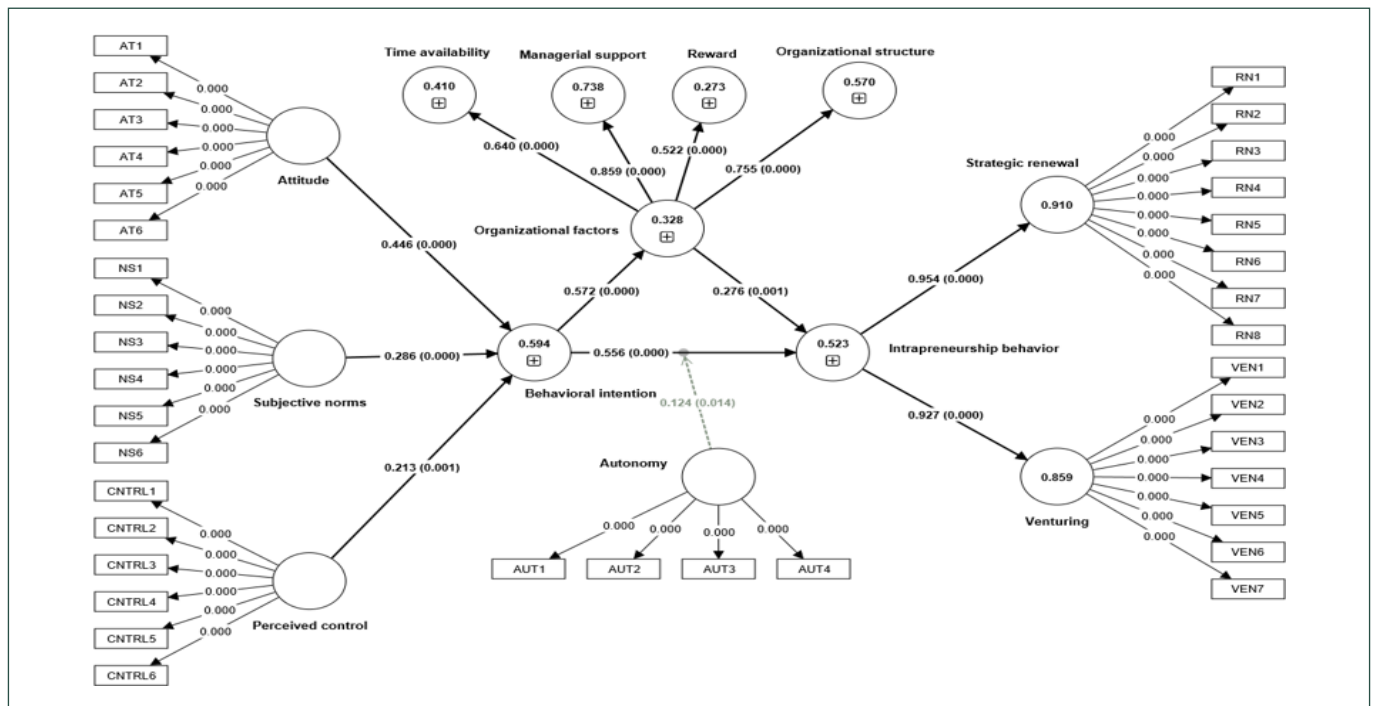 AT1
AT2
AT3
AT4
AT5
AT6
0.000
0.000
0.000
0.000
0.000
0.000
Attitude
NS1
NS2
NS3
NS4
NS5
NS6
0.000
0.000
0.000
0.000
0.000
0.000
Subjective norms
CNTRL1
CNTRL2
CNTRL3
CNTRL4
CNTRL5
CNTRL6
0.000
0.000
0.000
0.000
0.000
0.000
Perceived control
0.446 (0.000)
0.286 (0.000)
0.213 (0.001)
0.594
Behavioral intention
Time availability
0.410
Managerial support
0.738
Reward
0.273
Organizational structure
0.570
0.640 (0.000)
0.859 (0.000)
0.522 (0.000)
0.755 (0.000)
Organizational factors
0.328
0.572 (0.000)
0.276 (0.001)
0.556 (0.000)
0.124 (0.014)
Autonomy
0.000
0.000
0.000
0.000
AUT1
AUT2
AUT3
AUT4
0.523
Intrapreneurship behavior
0.954 (0.000)
0.927 (0.000)
Strategic renewal
0.910
0.000
0.000
0.000
0.000
0.000
0.000
0.000
0.000
RN1
RN2
RN3
RN4
RN5
RN6
RN7
RN8
0.859
Venturing
0.000
0.000
0.000
0.000
0.000
0.000
0.000
VEN1
VEN2
VEN3
VEN4
VEN5
VEN6
VEN7